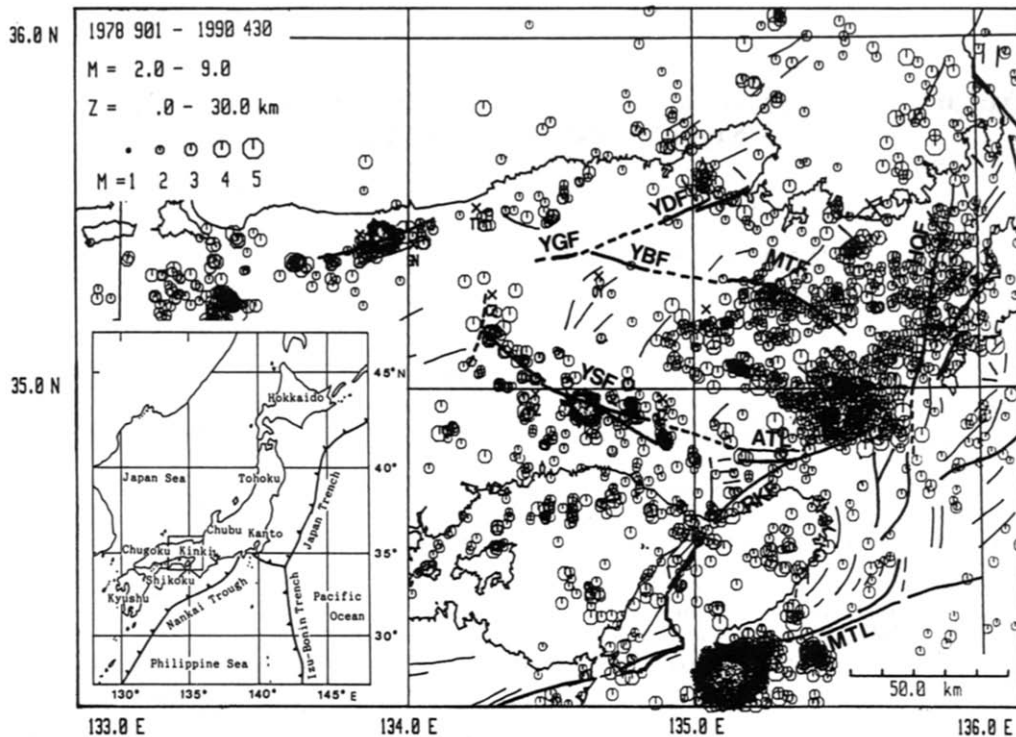 36.0 N
1978 901 - 1990 430
M = 2.0 - 9.0
Z = .0 - 30.0 km
M =1 2 3 4 5
YDF
YGF
YBF
MTF
HOF
35.0 N
YSF
ATL
RKF
MTL
50.0 km
45°N
Hokkaido
Japan Sea
Tohoku
40°
Japan Trench
Chubu
Kanto
Chugoku Kinki
35°
Shikoku
Kyushu
Nankai Trough
Izu-Bonin Trench
Pacific
Ocean
30°
Philippine Sea
130° 135° 140° 145°E
133.0 E 134.0 E 135.0 E 136.0 E